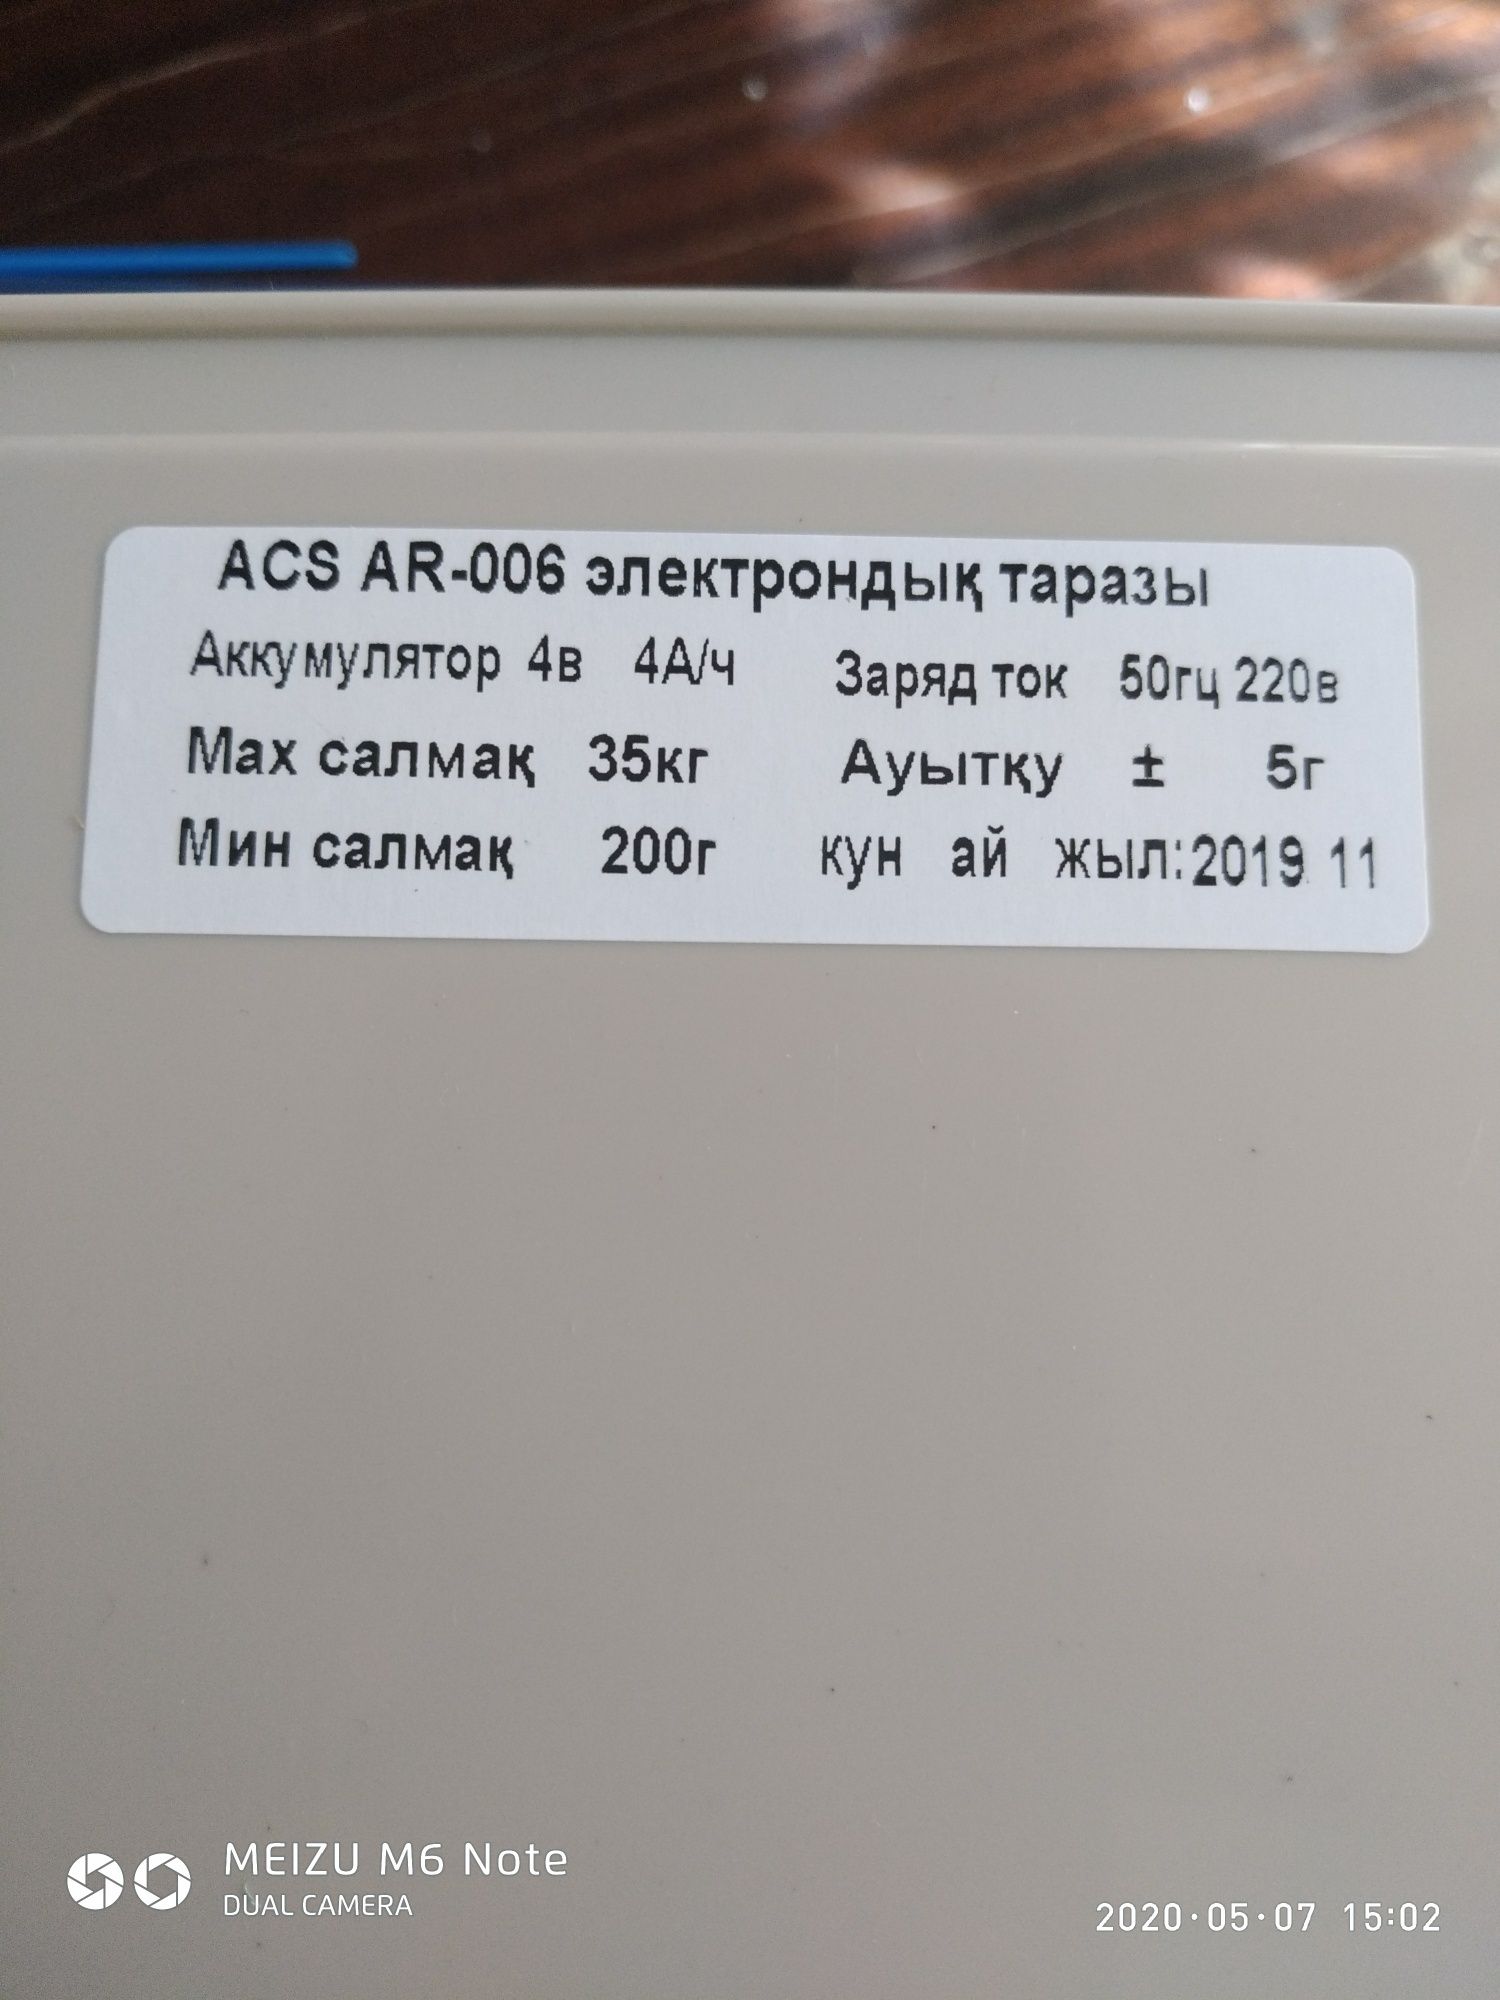 ACS AR-006 электрондық таразы
Аккумулятор 4в 4А/ч Заряд ток 50гц 220в
Мах салмақ 35кг Ауытқу ± 5г
Мин салмақ 200г кун ай жыл:2019 11
MEIZU M6 Note
DUAL CAMERA
2020·05·07 15:02